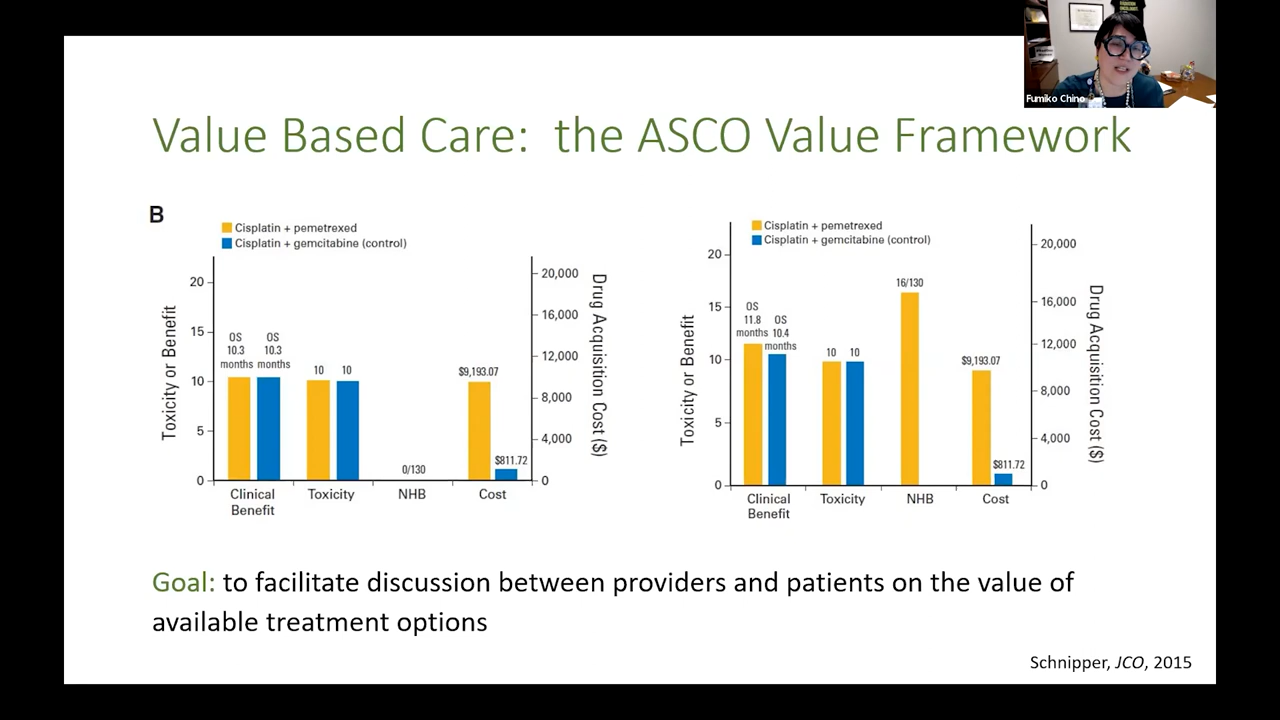 Fumiko Chino
Value Based Care: the ASCO Value Framework
B
Cisplatin + pemetrexed
Cisplatin + gemcitabine (control)
Toxicity or Benefit
20
15
10
5
0
OS
10.3
months
OS
10.3
months
10
10
0/130
$9,193.07
$811.72
Clinical
Benefit
Toxicity
NHB
Cost
20,000
16,000
12,000
8,000
4,000
0
Drug Acquisition Cost ($)
Cisplatin + pemetrexed
Cisplatin + gemcitabine (control)
Toxicity or Benefit
20
15
10
5
0
OS
11.8
months
OS
10.4
months
10
10
16/130
$9,193.07
$811.72
Clinical
Benefit
Toxicity
NHB
Cost
20,000
16,000
12,000
8,000
4,000
0
Drug Acquisition Cost ($)
Goal: to facilitate discussion between providers and patients on the value of
available treatment options
Schnipper, JCO, 2015